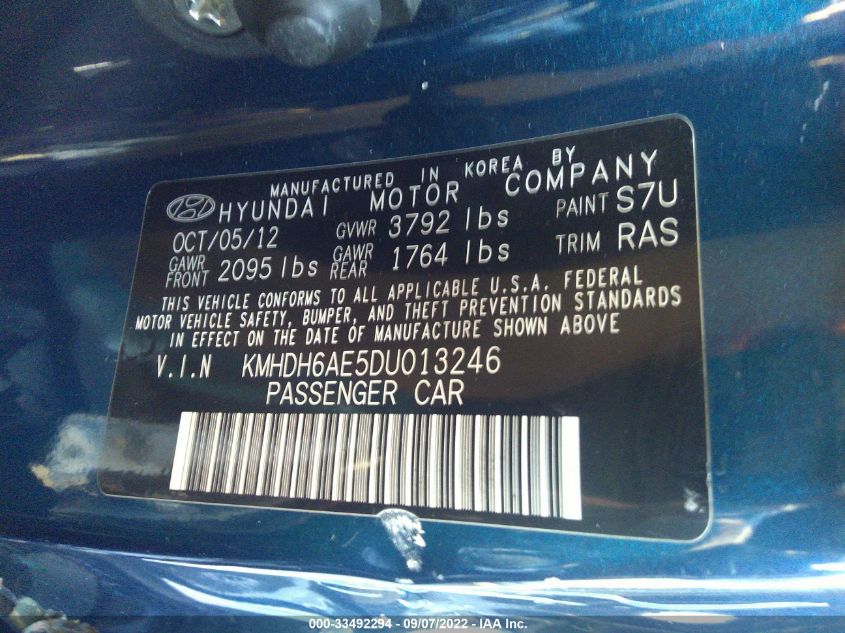 MANUFACTURED IN KOREA BY
HYUNDAI MOTOR COMPANY
OCT/05/12 GVWR 3792 lbs PAINT S7U
GAWR FRONT 2095 lbs GAWR REAR 1764 lbs TRIM RAS
THIS VEHICLE CONFORMS TO ALL APPLICABLE U.S.A. FEDERAL
MOTOR VEHICLE SAFETY, BUMPER, AND THEFT PREVENTION STANDARDS
IN EFFECT ON THE DATE OF MANUFACTURE SHOWN ABOVE
V.I.N KMHDH6AE5DU013246
PASSENGER CAR
000-33492294 - 09/07/2022 - IAA Inc.